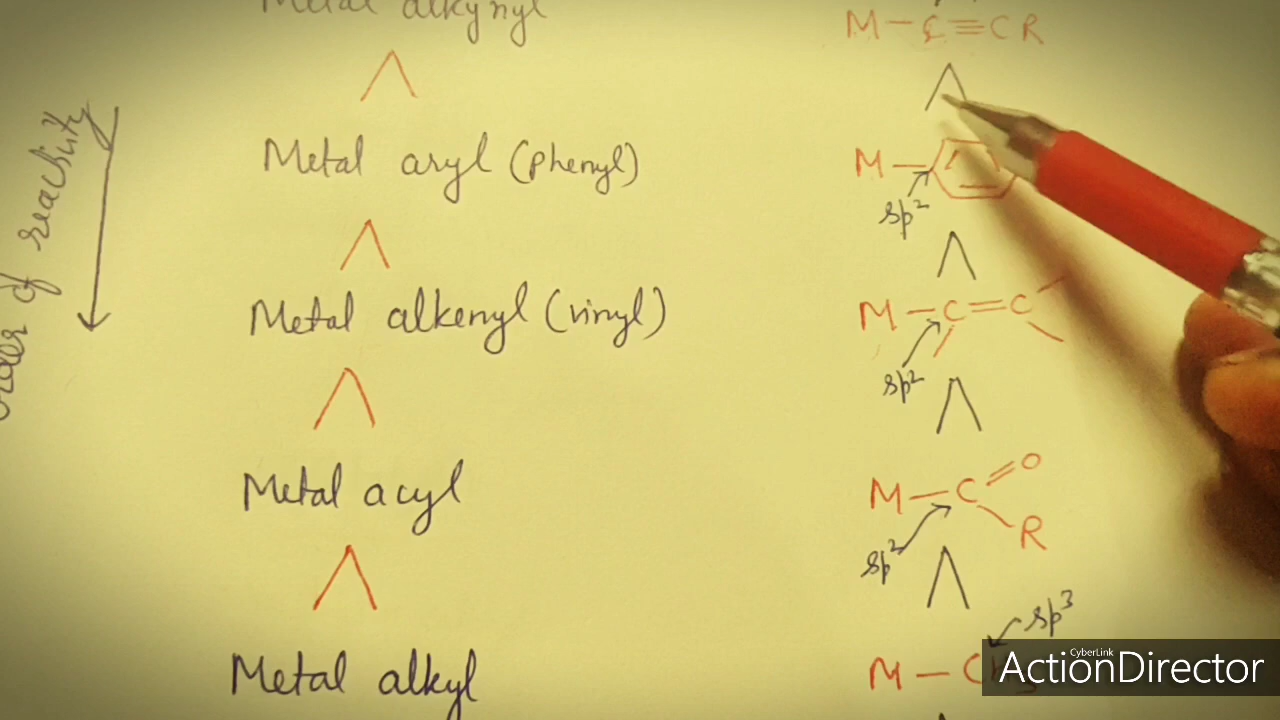 Metal alkynyl
M-C≡CR
∧
∧
Metal aryl (phenyl)
M-
sp²
∧
∧
Metal alkenyl (vinyl)
M-C=C
sp²
∧
∧
Metal acyl
M-C=O
R
sp²
∧
∧
Metal alkyl
sp³
M-CH3
order of reactivity
CyberLink
ActionDirector